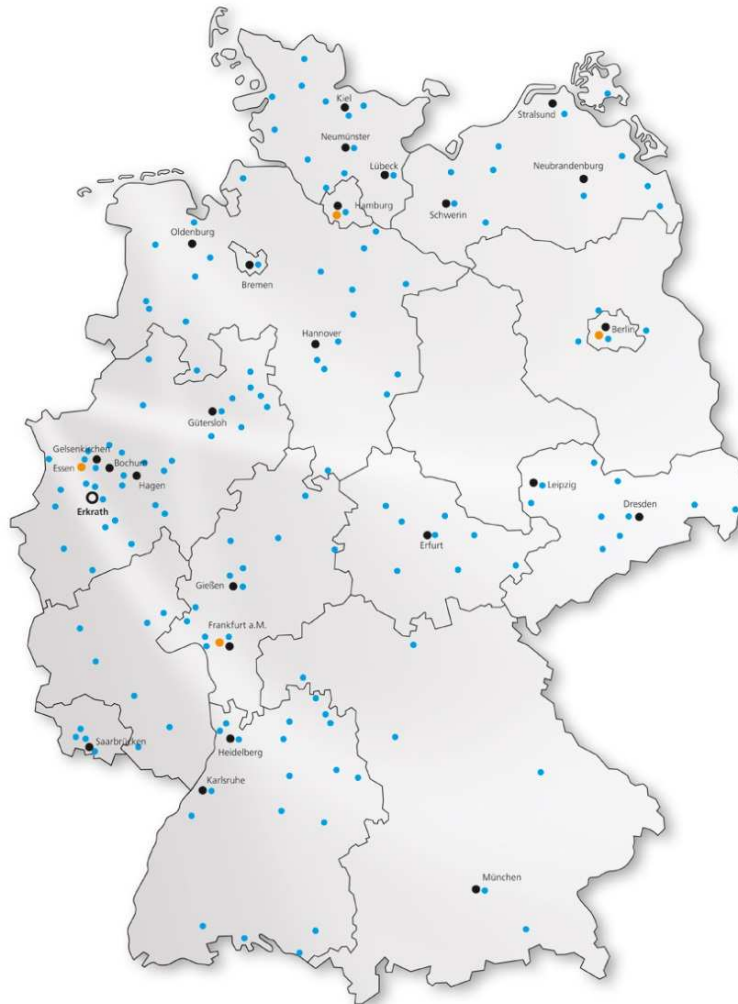 Kiel
Stralsund
Neumünster
Lübeck
Neubrandenburg
Hamburg
Schwerin
Oldenburg
Bremen
Berlin
Hannover
Gütersloh
Gelsenkirchen
Essen
Bochum
Hagen
Leipzig
Erkrath
Dresden
Erfurt
Gießen
Frankfurt a.M.
Saarbrücken
Heidelberg
Karlsruhe
München